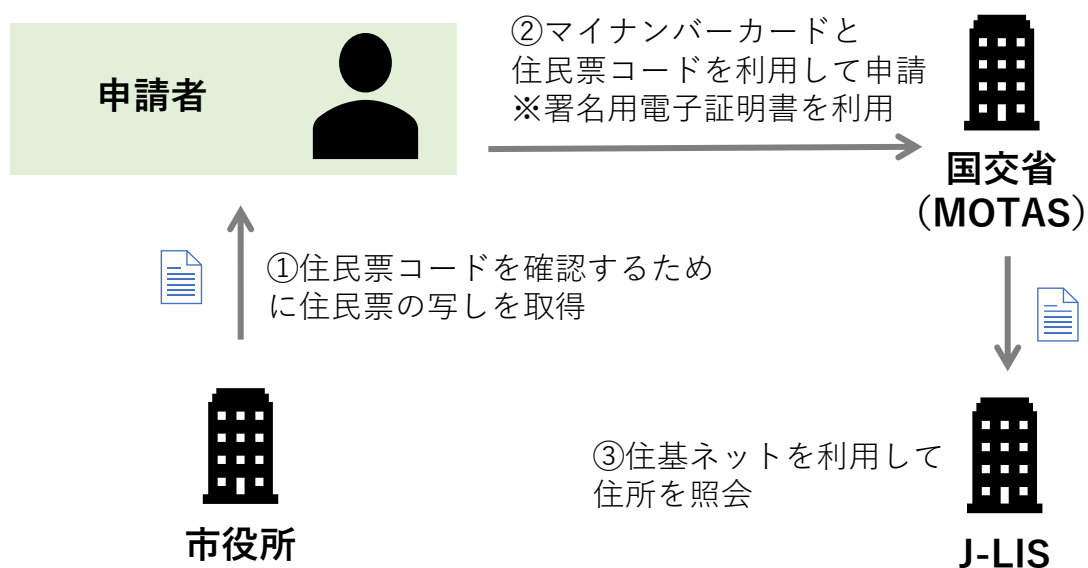 申請者
②マイナンバーカードと
住民票コードを利用して申請
※署名用電子証明書を利用
国交省
（MOTAS）
①住民票コードを確認するため
に住民票の写しを取得
市役所
③住基ネットを利用して
住所を照会
J-LIS